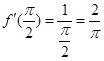 f'(π/2) = 1/(π/2) = 2/π